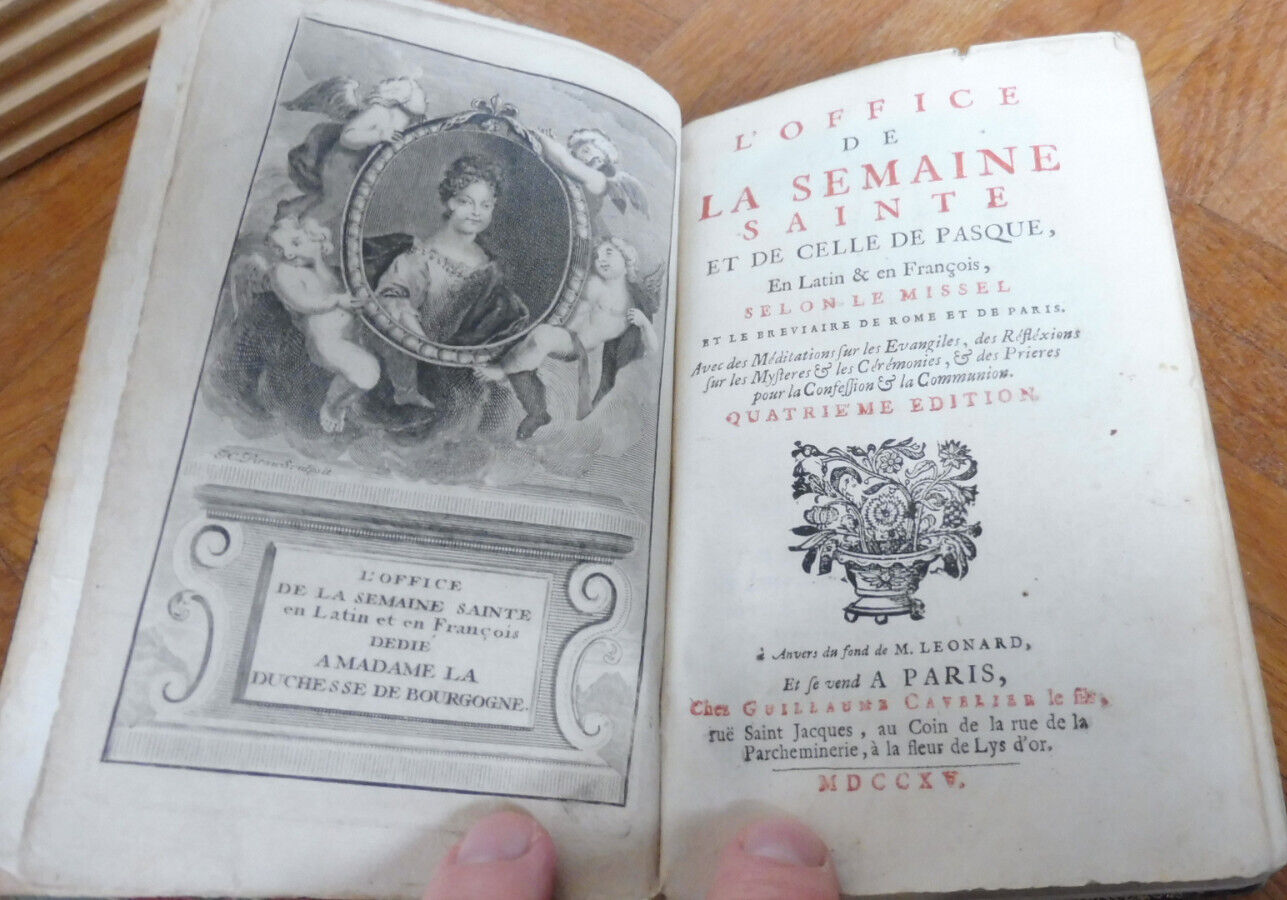 Sculpsit
L'OFFICE
DE LA SEMAINE SAINTE
en Latin et en François
DEDIÉ
A MADAME LA
DUCHESSE DE BOURGOGNE.
L'OFFICE
DE
LA SEMAINE
SAINTE
ET DE CELLE DE PASQUE,
En Latin & en François,
SELON LE MISSEL
ET LE BREVIAIRE DE ROME ET DE PARIS.
Avec des Méditations sur les Evangiles, des Réfléxions
sur les Mysteres & les Cérémonies, & des Prieres
pour la Confession & la Communion.
QUATRIEME EDITION.
à Anvers du fond de M. LEONARD,
Et se vend A PARIS,
Chez GUILLAUME CAVELIER le fils,
ruë Saint Jacques, au Coin de la rue de la
Parcheminerie, à la fleur de Lys d'or.
MDCCXV.